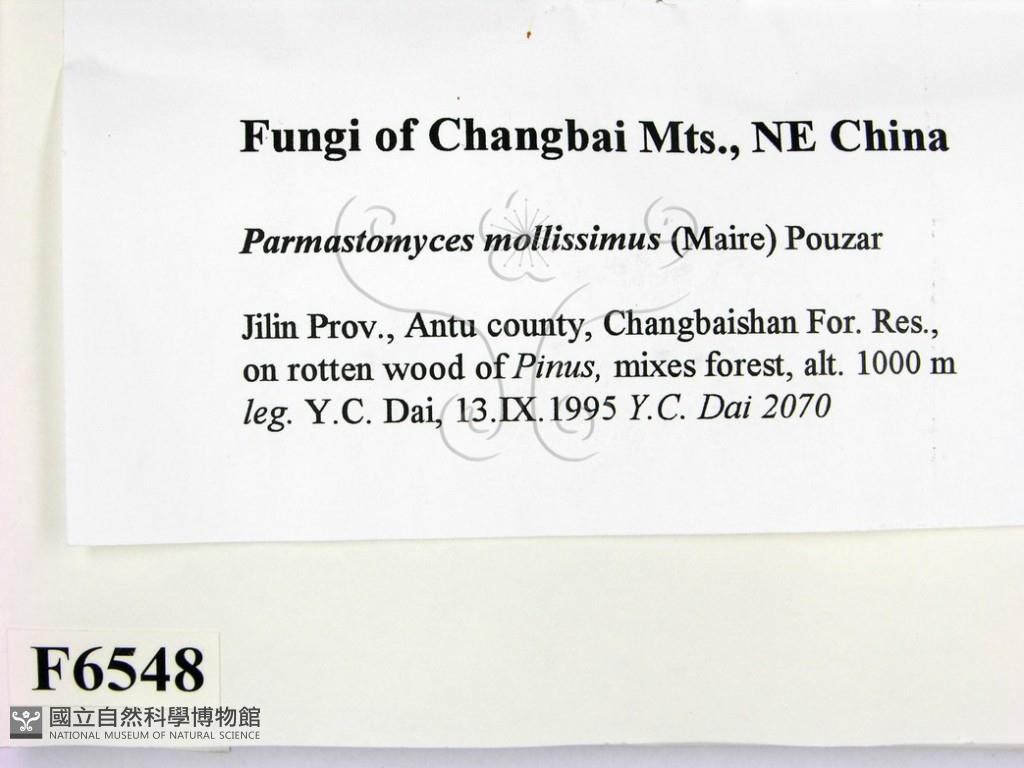 Fungi of Changbai Mts., NE China
Parmastomyces mollissimus (Maire) Pouzar
Jilin Prov., Antu county, Changbaishan For. Res.,
on rotten wood of Pinus, mixes forest, alt. 1000 m
leg. Y.C. Dai, 13.IX.1995 Y.C. Dai 2070
F6548
國立自然科學博物館
NATIONAL MUSEUM OF NATURAL SCIENCE